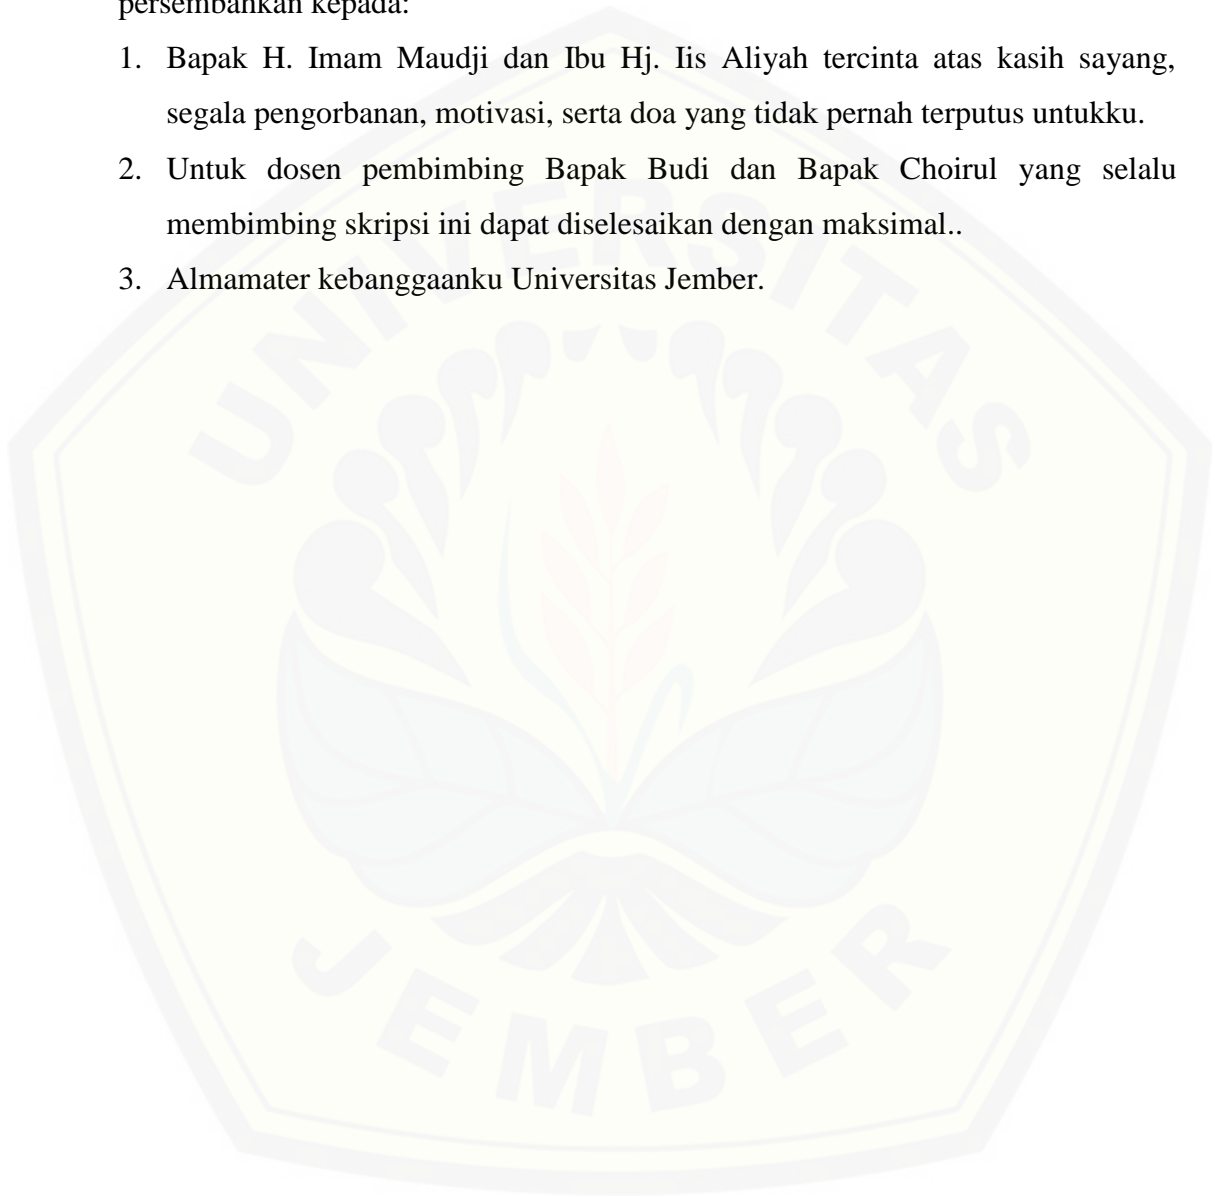 persembahkan kepada:
1. Bapak H. Imam Maudji dan Ibu Hj. Iis Aliyah tercinta atas kasih sayang,
segala pengorbanan, motivasi, serta doa yang tidak pernah terputus untukku.
2. Untuk dosen pembimbing Bapak Budi dan Bapak Choirul yang selalu
membimbing skripsi ini dapat diselesaikan dengan maksimal..
3. Almamater kebanggaanku Universitas Jember.
UNIVERSITAS
JEMBER